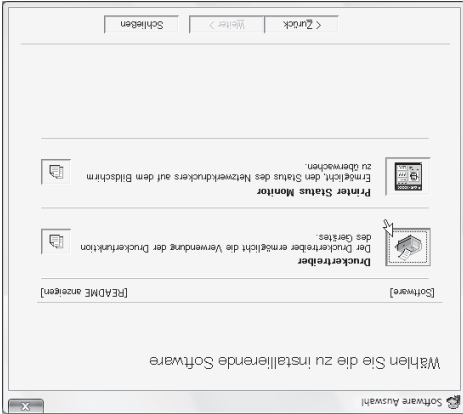 Software Auswahl
Wählen Sie die zu installierende Software
[Software] [README anzeigen]
Druckertreiber
Der Druckertreiber ermöglicht die Verwendung der Druckerfunktion
des Gerätes.
Printer Status Monitor
Ermöglicht, den Status des Netzwerkdruckers auf dem Bildschirm
zu überwachen.
< Zurück Weiter > Schließen